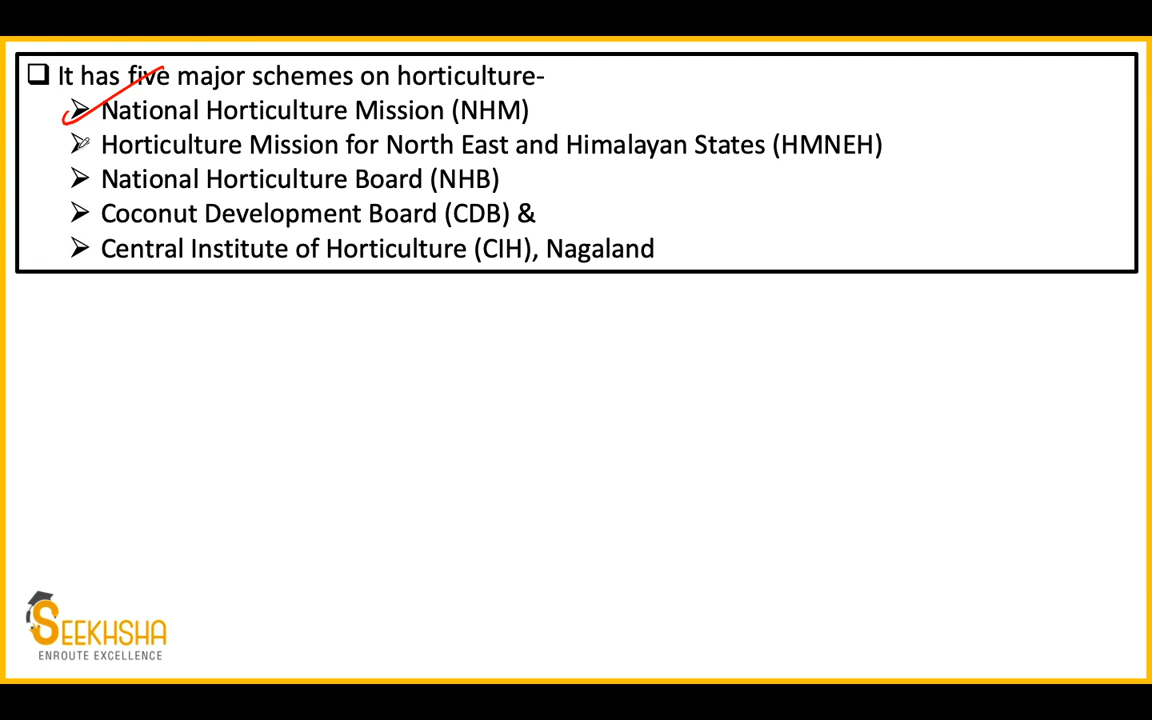 It has five major schemes on horticulture-
National Horticulture Mission (NHM)
Horticulture Mission for North East and Himalayan States (HMNEH)
National Horticulture Board (NHB)
Coconut Development Board (CDB) &
Central Institute of Horticulture (CIH), Nagaland
SEEKHSHA
ENROUTE EXCELLENCE